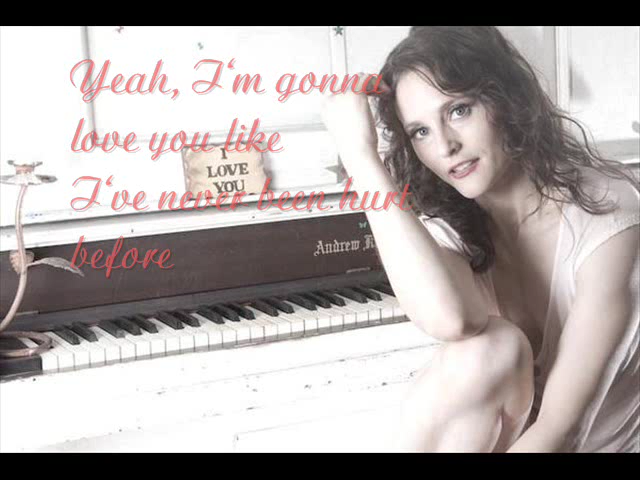 Yeah, I'm gonna
love you like
I've never been hurt
before
I
LOVE
YOU
Andrew